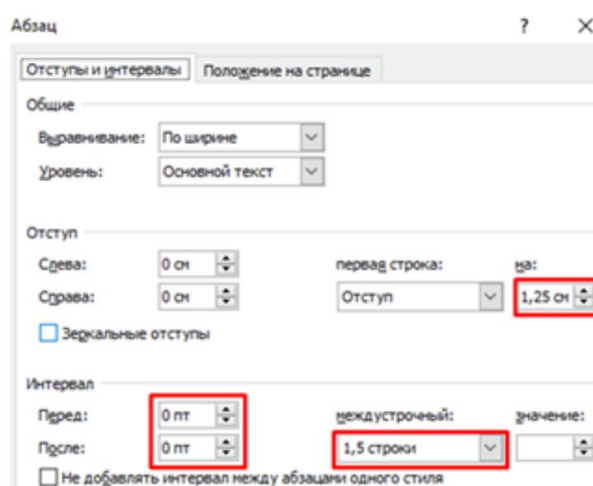 Абзац ?
Отступы и интервалы Положение на странице
Общие
Выравнивание: По ширине
Уровень: Основной текст
Отступ
Слева: 0 см первая строка: на:
Справа: 0 см Отступ 1,25 см
Зеркальные отступы
Интервал
Перед: 0 пт междустрочный: значение:
После: 0 пт 1,5 строки
Не добавлять интервал между абзацами одного стиля